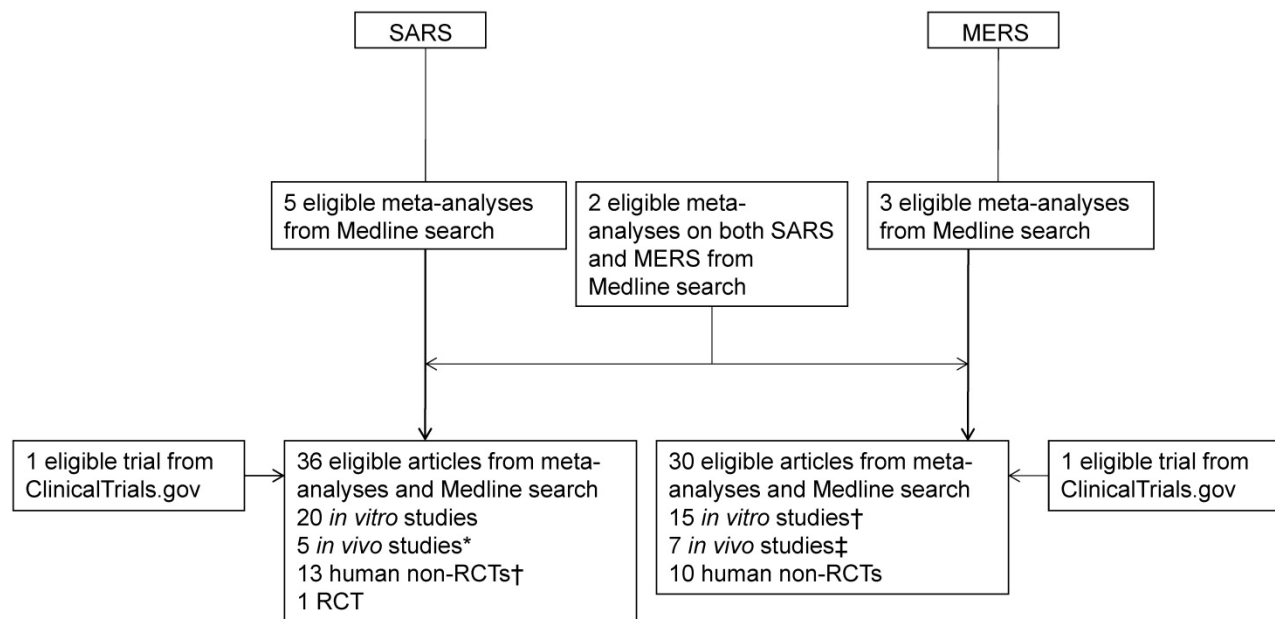 SARS
MERS
5 eligible meta-analyses
from Medline search
2 eligible meta-
analyses on both SARS
and MERS from
Medline search
3 eligible meta-analyses
from Medline search
1 eligible trial from
ClinicalTrials.gov
36 eligible articles from meta-
analyses and Medline search
20 in vitro studies
5 in vivo studies*
13 human non-RCTs†
1 RCT
30 eligible articles from meta-
analyses and Medline search
15 in vitro studies†
7 in vivo studies‡
10 human non-RCTs
1 eligible trial from
ClinicalTrials.gov